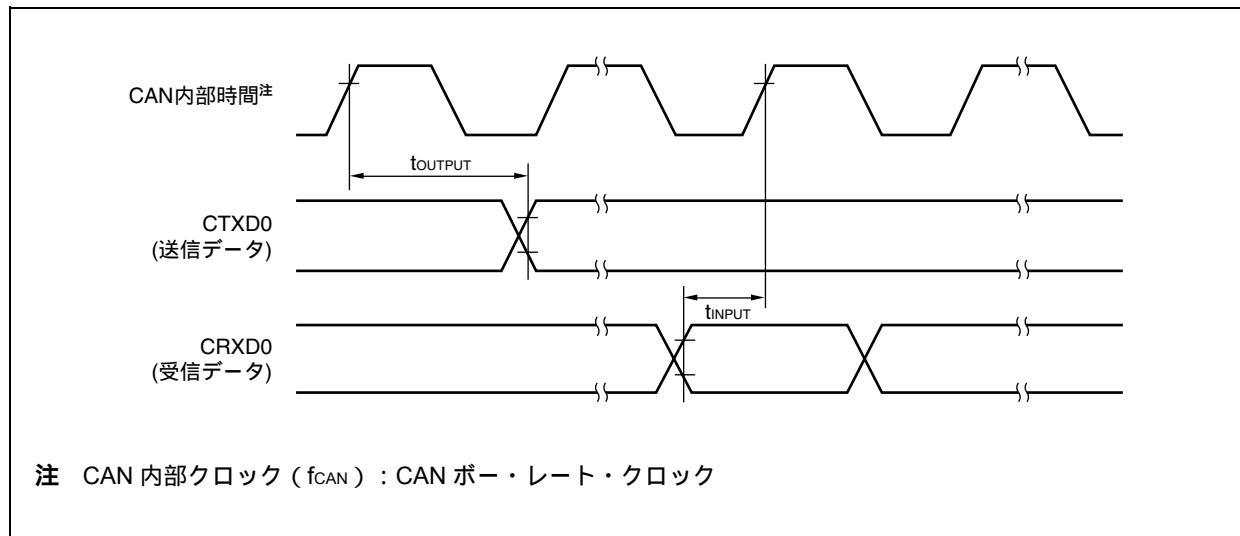 CAN内部時間注
tOUTPUT
CTXD0
(送信データ)
tINPUT
CRXD0
(受信データ)
注 CAN 内部クロック ( fCAN ) : CAN ボー・レート・クロック